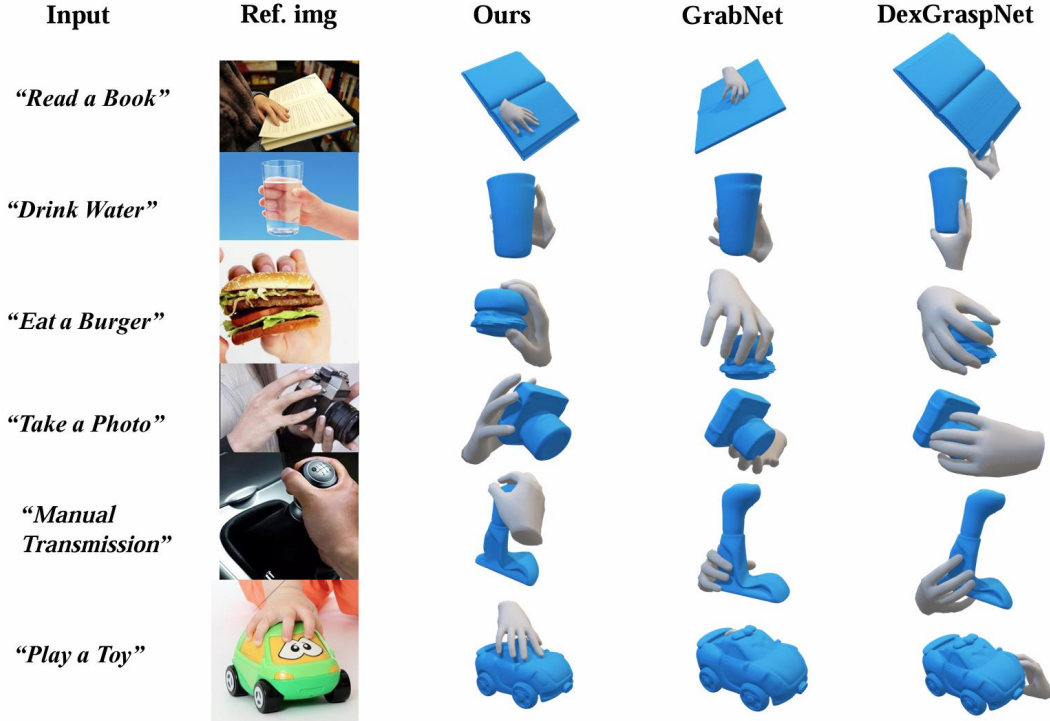 Input Ref. img Ours GrabNet DexGraspNet
“Read a Book”
“Drink Water”
“Eat a Burger”
“Take a Photo”
“Manual
Transmission”
“Play a Toy”